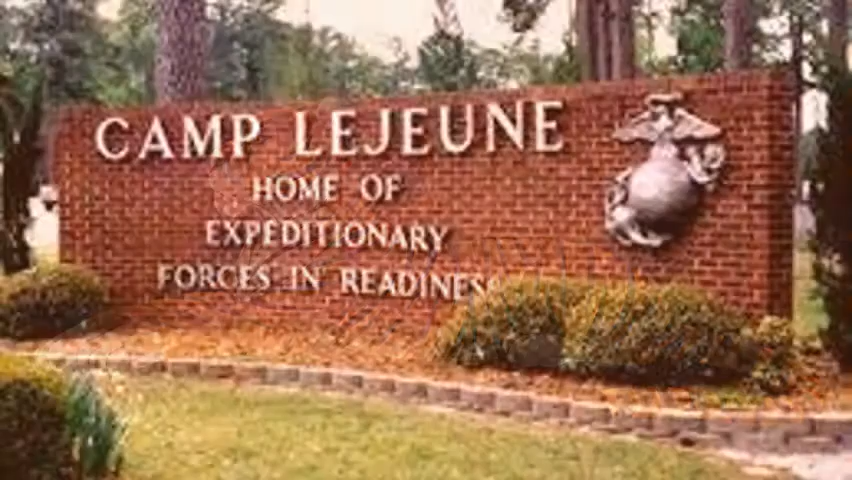 CAMP LEJEUNE
HOME OF
EXPEDITIONARY
FORCES IN READINESS